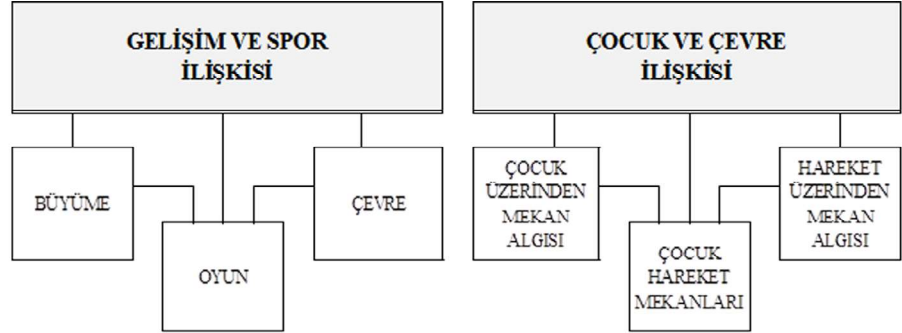 GELİŞİM VE SPOR
İLİŞKİSİ
BÜYÜME
OYUN
ÇEVRE
ÇOCUK VE ÇEVRE
İLİŞKİSİ
ÇOCUK
ÜZERİNDEN
MEKAN
ALGISI
ÇOCUK
HAREKET
MEKANLARI
HAREKET
ÜZERİNDEN
MEKAN
ALGISI